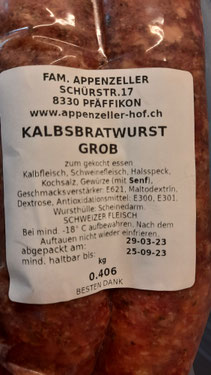 FAM. APPENZELLER
SCHÜRSTR.17
8330 PFÄFFIKON
www.appenzeller-hof.ch
KALBSBRATWURST
GROB
zum gekocht essen
Kalbfleisch, Schweinefleisch, Halsspeck,
Kochsalz, Gewürze (mit Senf),
Geschmacksverstärker: E621, Maltodextrin,
Dextrose, Antioxidationsmittel: E300, E301.
Wursthülle: Scheinedarm.
SCHWEIZER FLEISCH
Bei mind. -18° C aufbewahren. Nach dem
Auftauen nicht wieder einfrieren.
abgepackt am: 29-03-23
mind. haltbar bis: 25-09-23
kg
0.406
BESTEN DANK